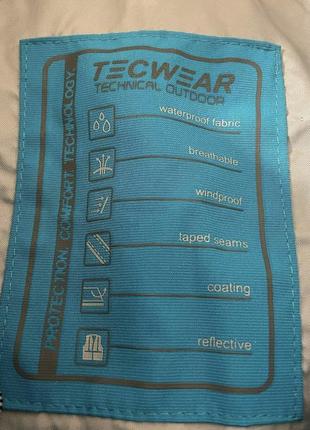 TECWEAR
TECHNICAL OUTDOOR
PROTECTION COMFORT TECHNOLOGY
waterproof fabric
breathable
windproof
taped seams
coating
reflective